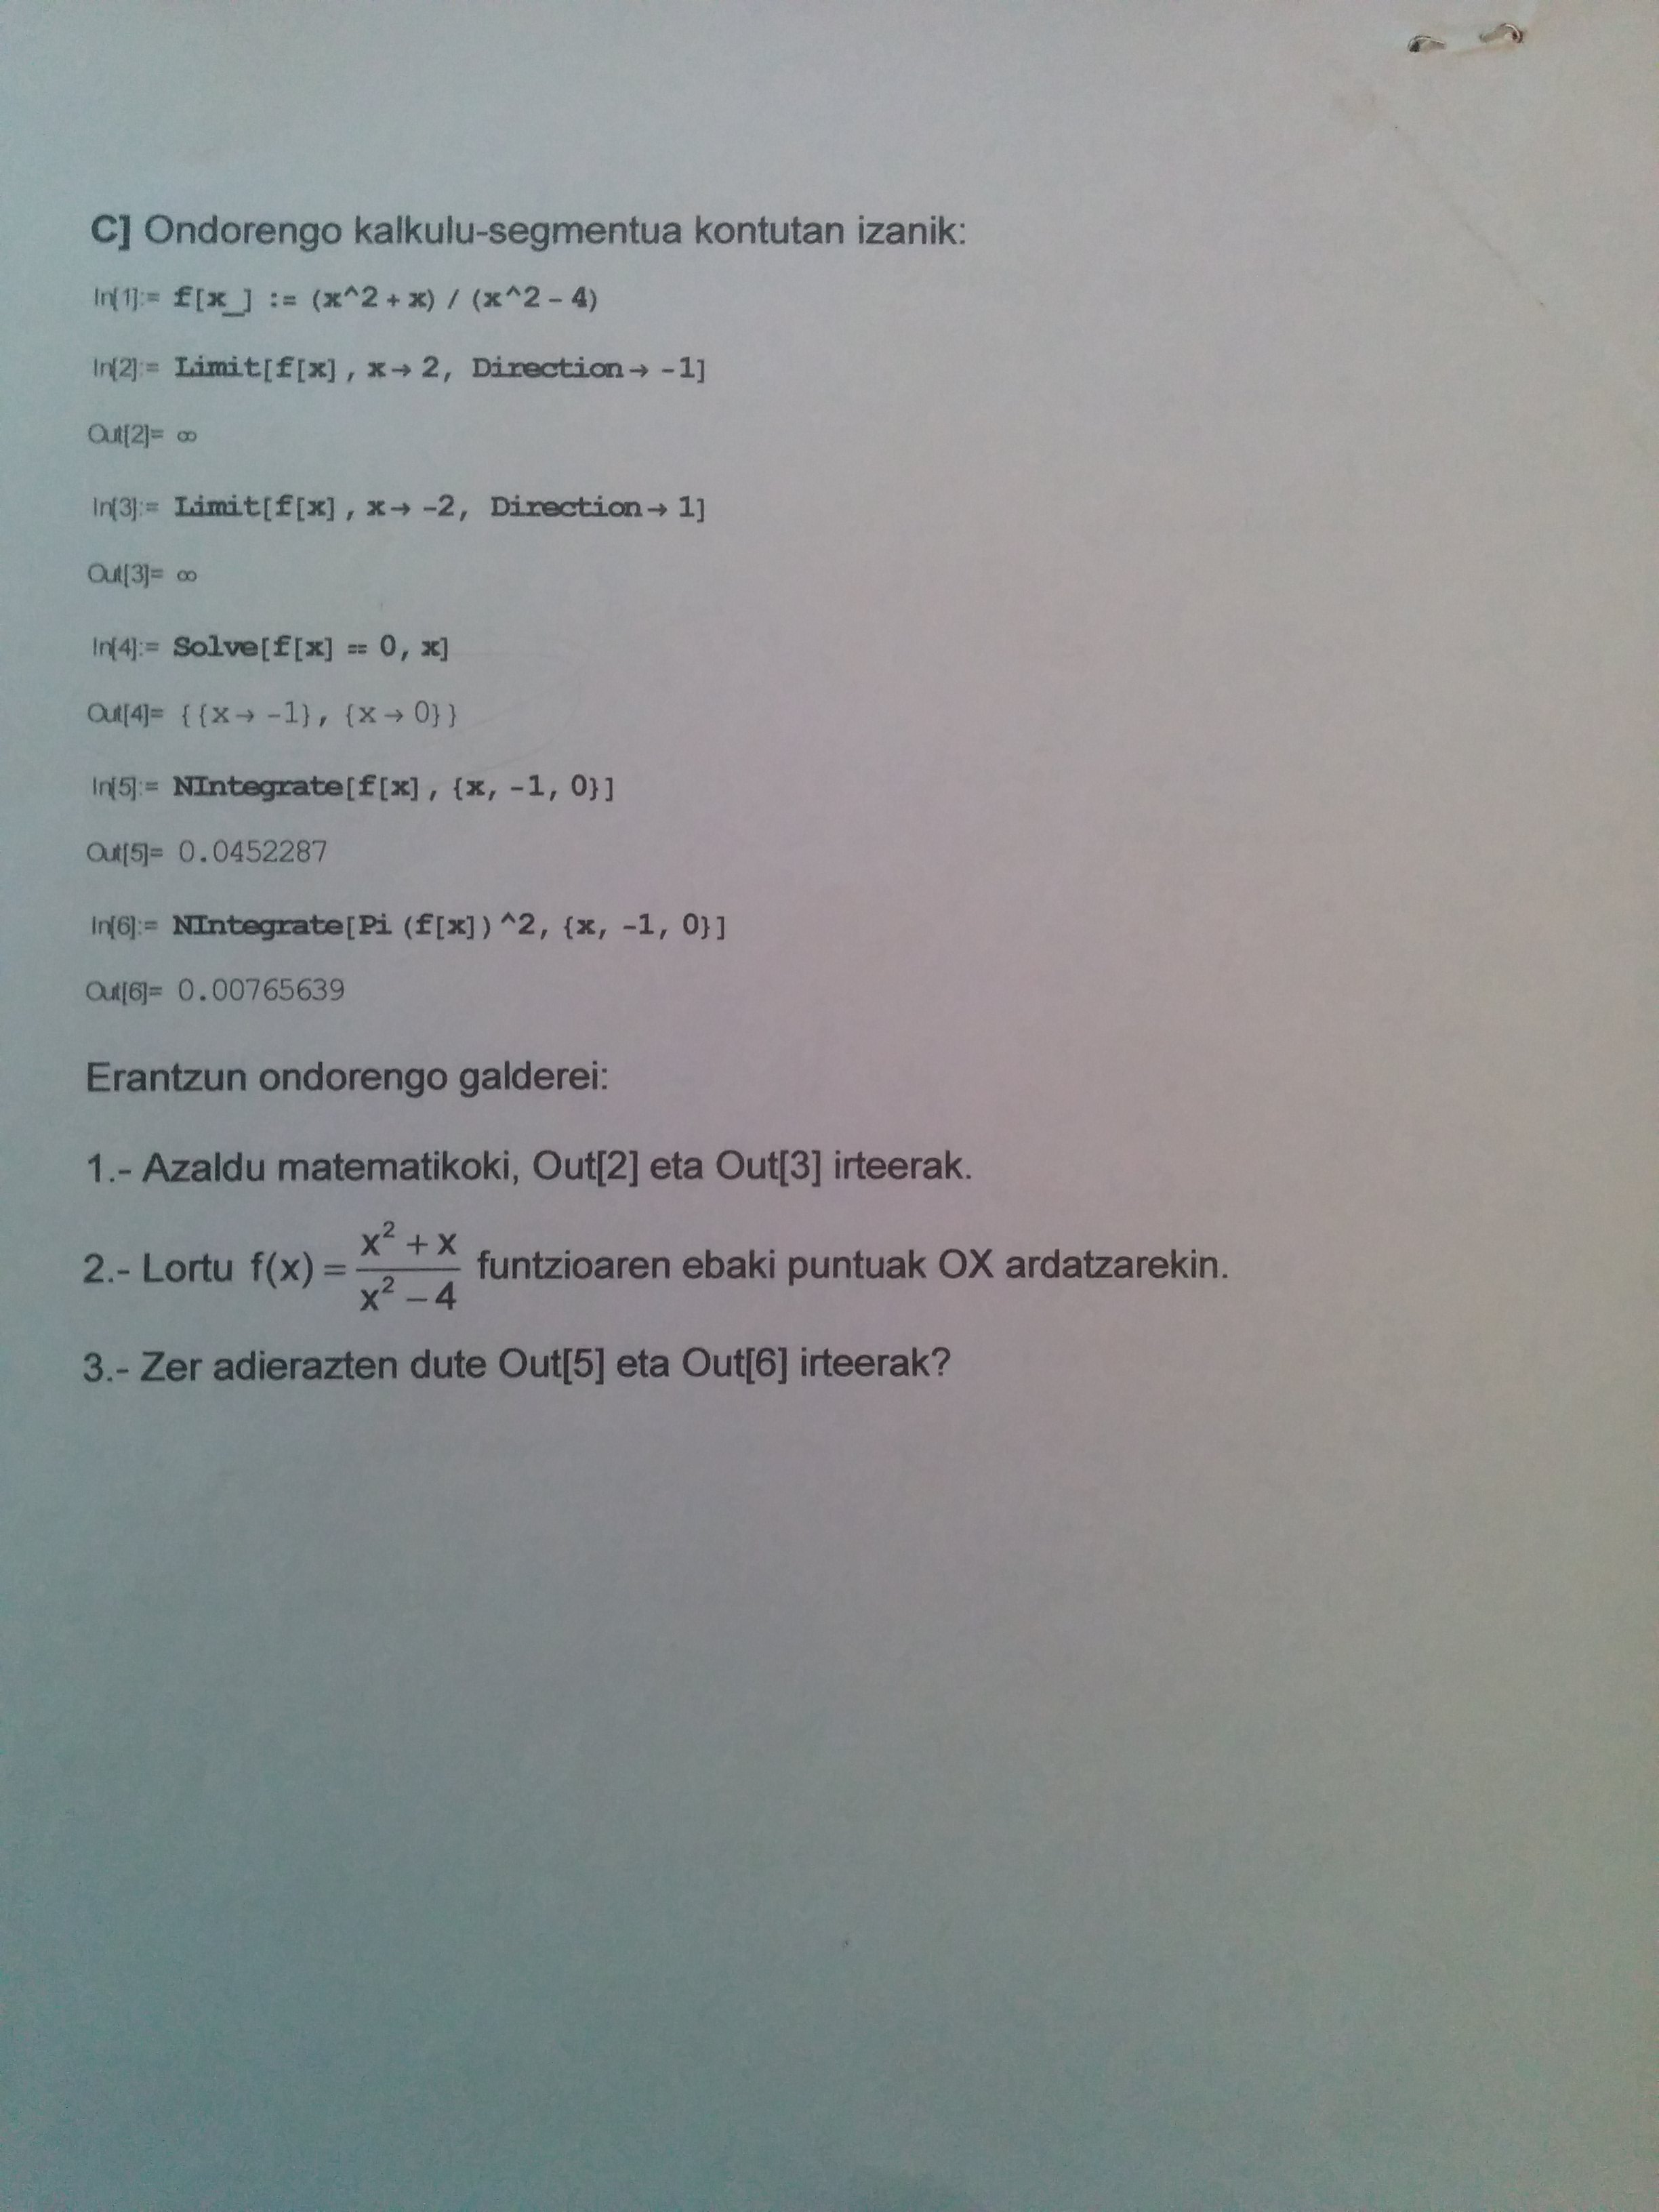 C] Ondorengo kalkulu-segmentua kontutan izanik:
In[1]:= f[x_] := (x^2 + x) / (x^2 - 4)
In[2]:= Limit[f[x], x→ 2, Direction→ -1]
Out[2]= ∞
In[3]:= Limit[f[x], x→ -2, Direction→ 1]
Out[3]= ∞
In[4]:= Solve[f[x] == 0, x]
Out[4]= {{x→ -1}, {x→ 0}}
In[5]:= NIntegrate[f[x], {x, -1, 0}]
Out[5]= 0.0452287
In[6]:= NIntegrate[Pi (f[x])^2, {x, -1, 0}]
Out[6]= 0.00765639
Erantzun ondorengo galderei:
1.- Azaldu matematikoki, Out[2] eta Out[3] irteerak.
2.- Lortu f(x) = (x² + x)/(x² − 4) funtzioaren ebaki puntuak OX ardatzarekin.
3.- Zer adierazten dute Out[5] eta Out[6] irteerak?